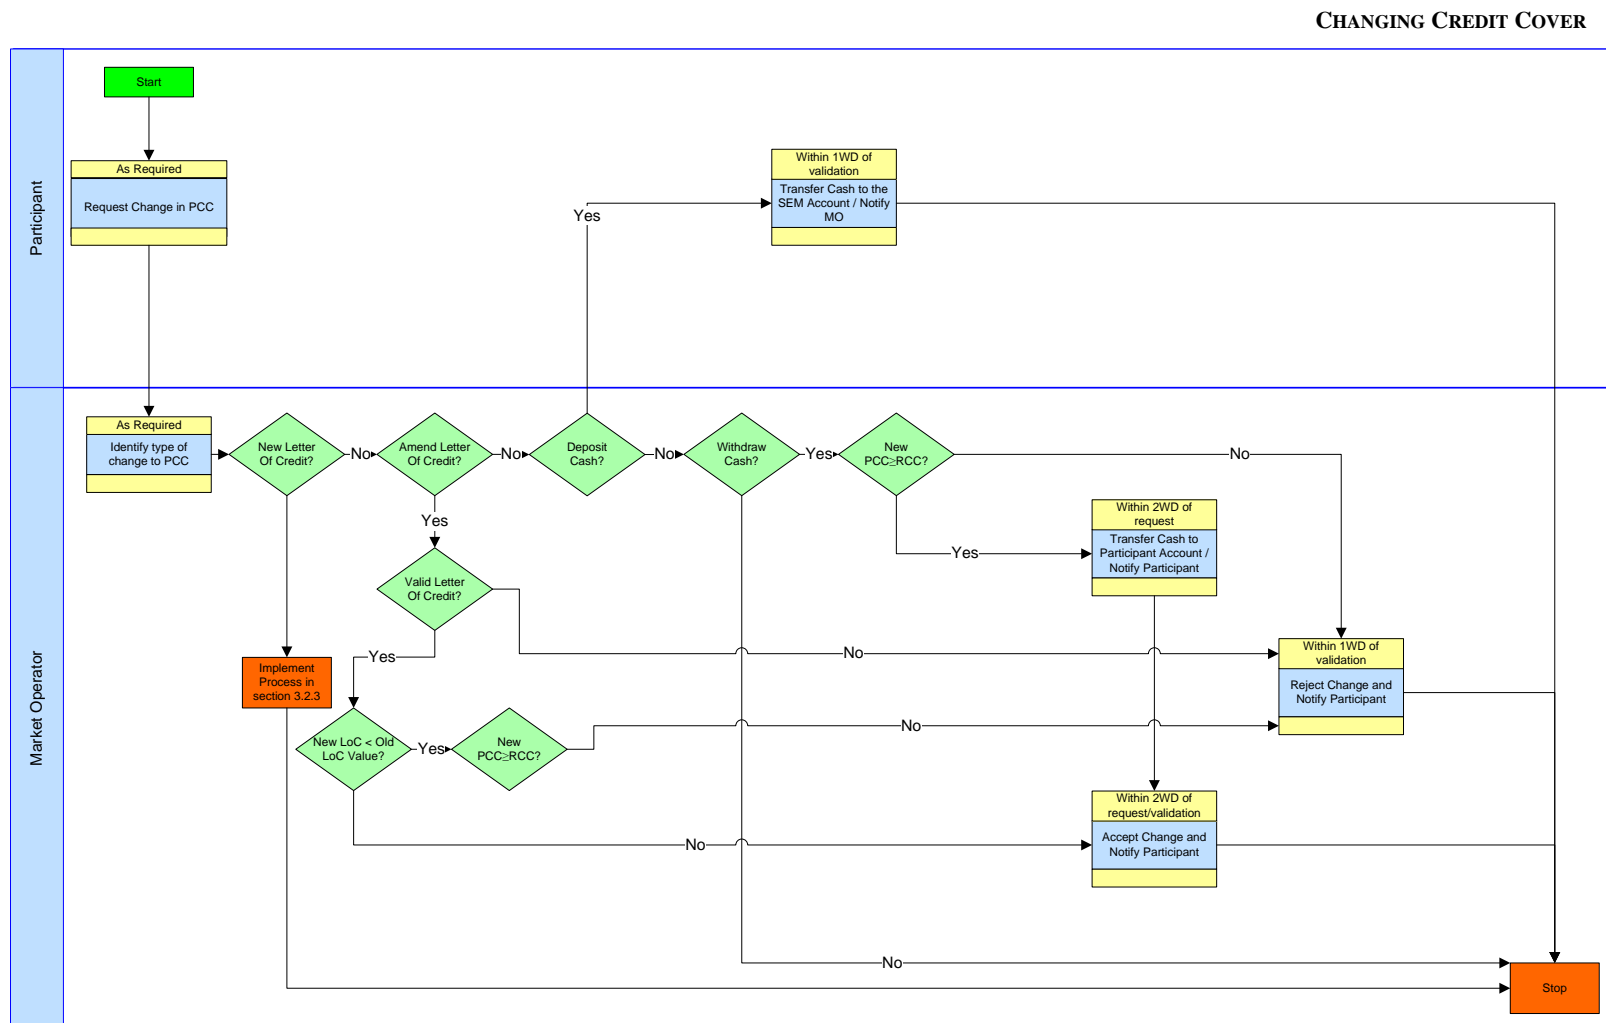 CHANGING CREDIT COVER
Participant
Start
As Required
Request Change in PCC
Within 1WD of
validation
Transfer Cash to the
SEM Account / Notify
MO
Yes
Market Operator
As Required
Identify type of
change to PCC
New Letter
Of Credit?
No
Amend Letter
Of Credit?
No
Deposit
Cash?
No
Withdraw
Cash?
Yes
New
PCC≥RCC?
No
Yes
Within 2WD of
request
Transfer Cash to
Participant Account /
Notify Participant
Yes
Valid Letter
Of Credit?
No
Yes
Implement
Process in
section 3.2.3
Within 1WD of
validation
Reject Change and
Notify Participant
New LoC < Old
LoC Value?
Yes
New
PCC≥RCC?
No
Within 2WD of
request/validation
Accept Change and
Notify Participant
No
No
Stop